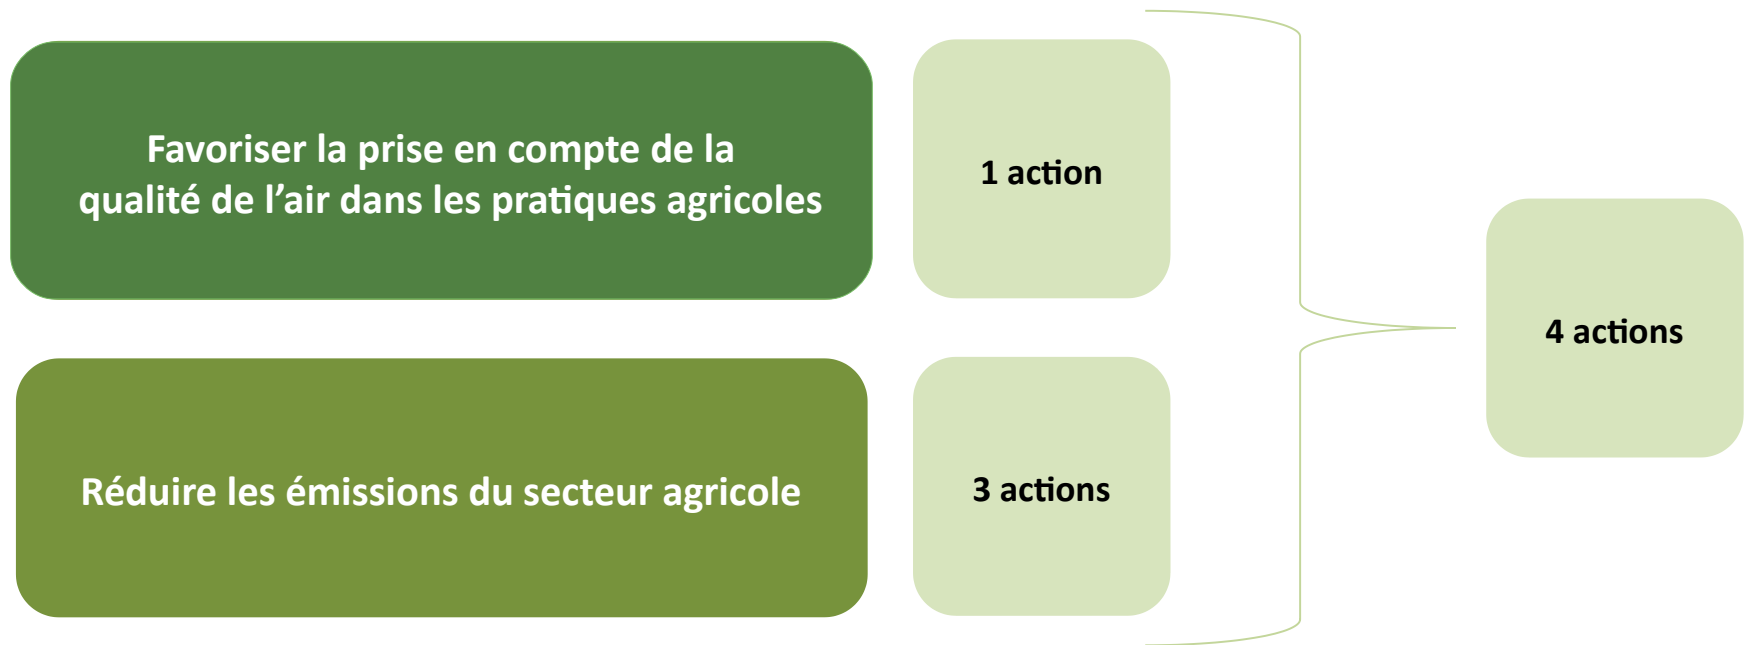 Favoriser la prise en compte de la
qualité de l’air dans les pratiques agricoles
1 action
Réduire les émissions du secteur agricole
3 actions
4 actions